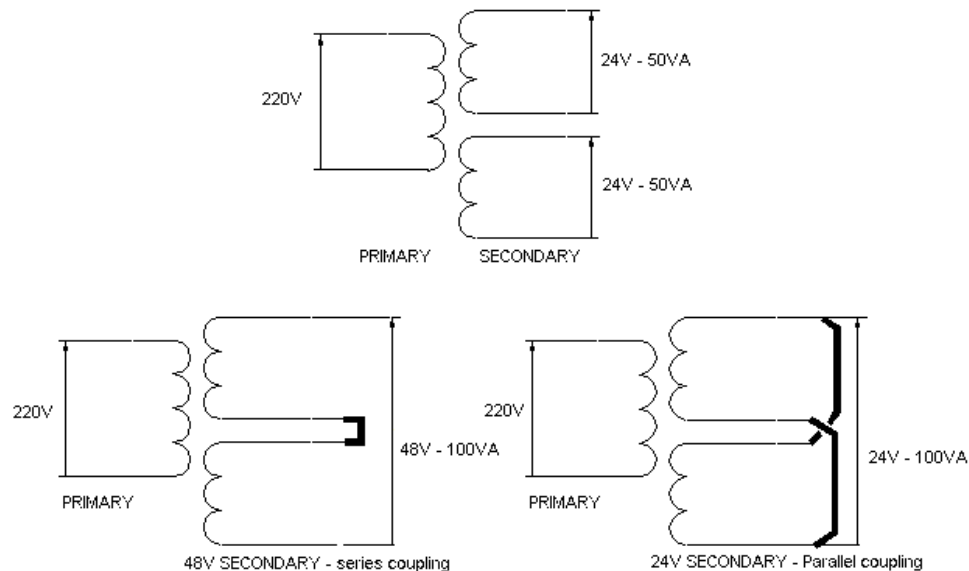 24V - 50VA
220V
24V - 50VA
PRIMARY
SECONDARY
220V
48V - 100VA
PRIMARY
48V SECONDARY - series coupling
220V
24V - 100VA
PRIMARY
24V SECONDARY - Parallel coupling